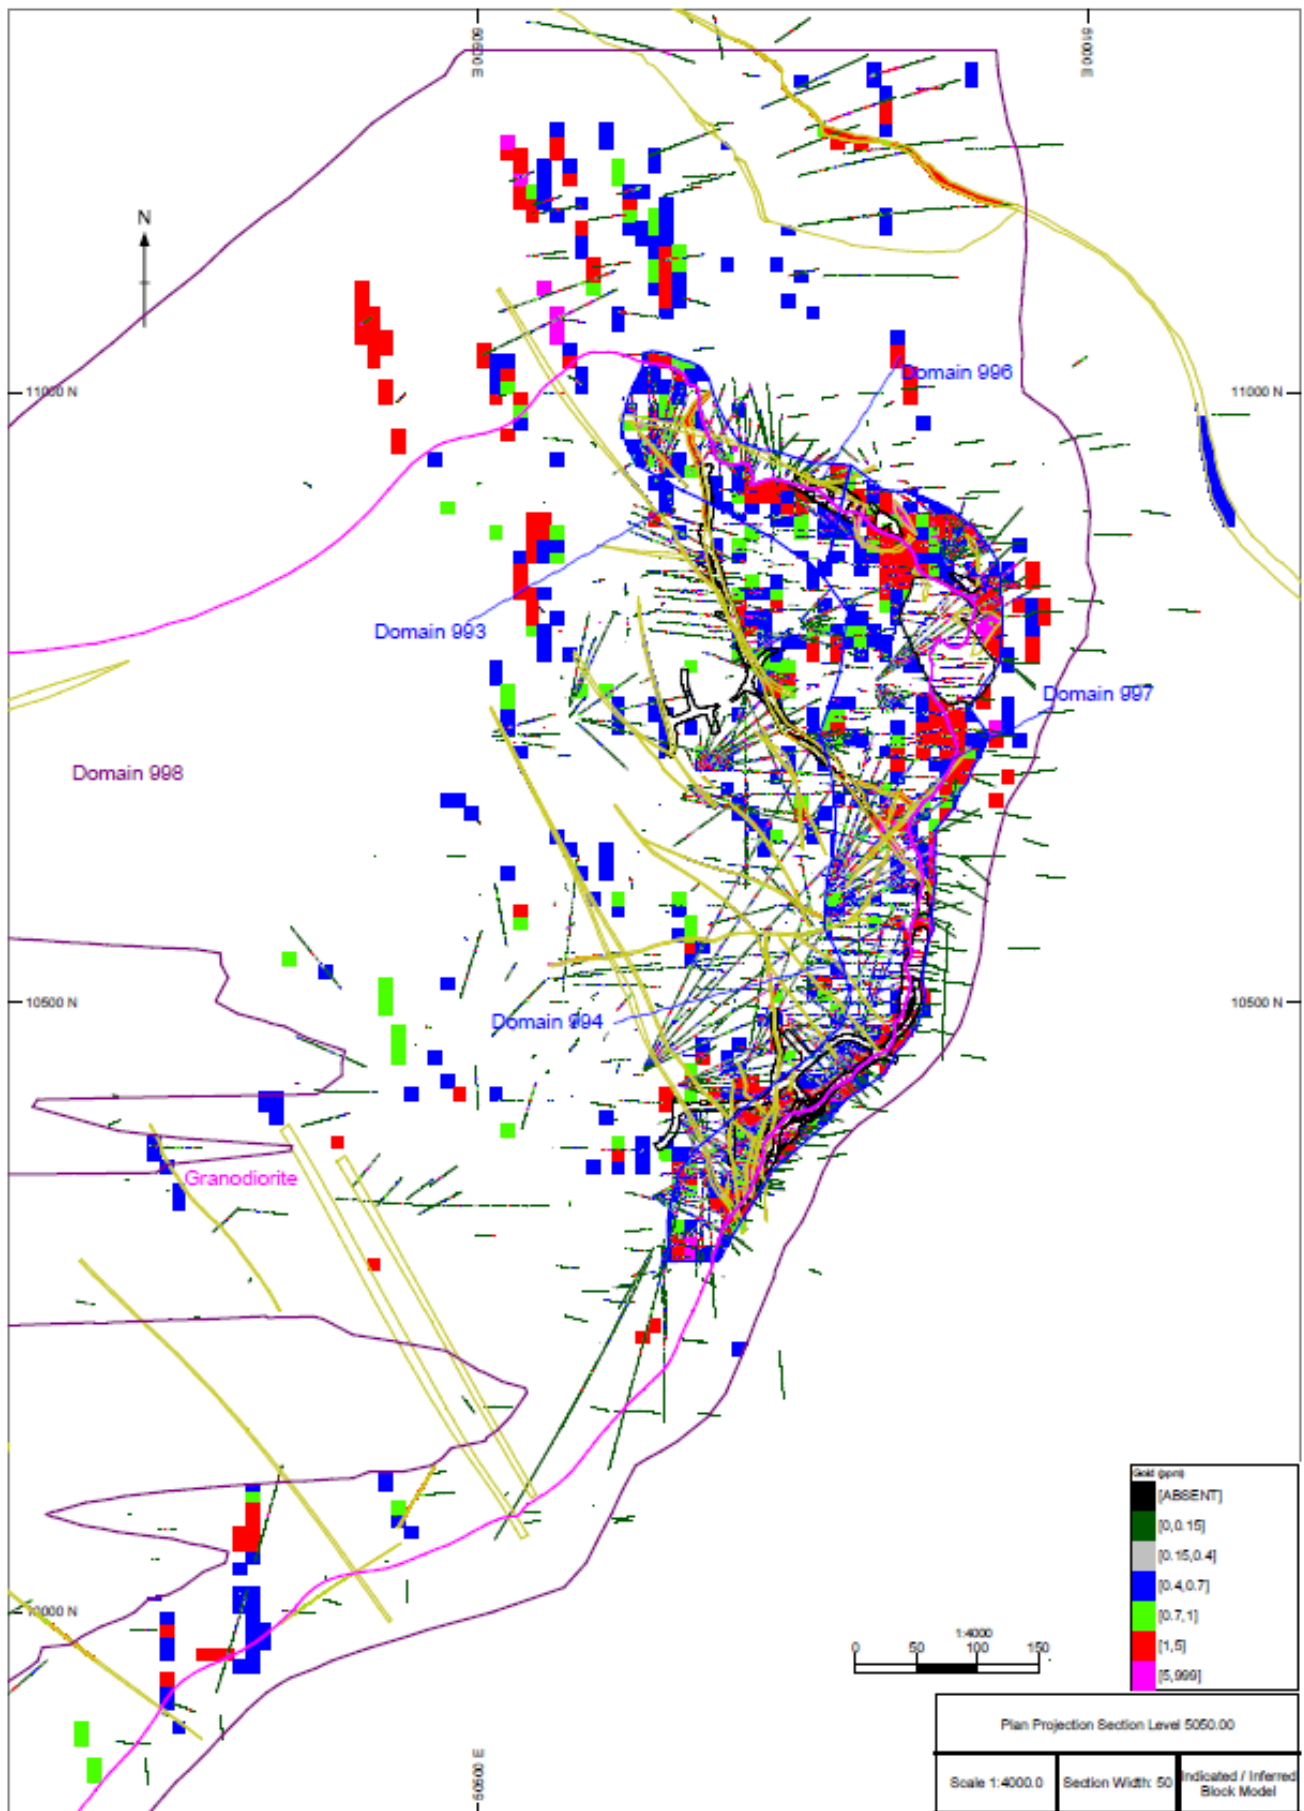 50500 E
51000 E
N
11000 N
Domain 996
11000 N
Domain 993
Domain 997
Domain 998
10500 N
10500 N
Domain 994
Granodiorite
Gold (ppm)
[ABSENT]
[0,0.15]
[0.15,0.4]
[0.4,0.7]
[0.7,1]
[1,5]
[5,999]
10000 N
1:4000
0 50 100 150
Plan Projection Section Level 5050.00
50500 E
Scale 1:4000.0
Section Width: 50
Indicated / Inferred
Block Model